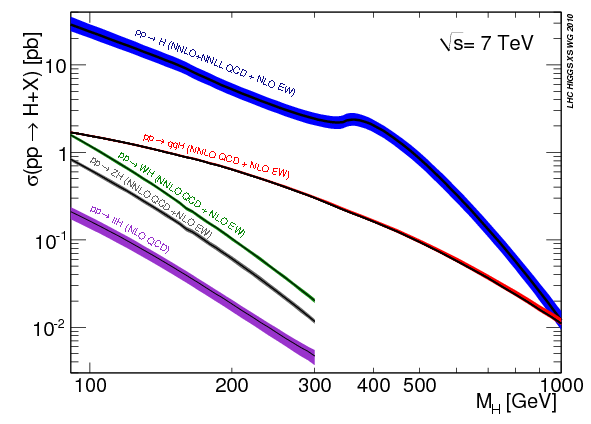 σ(pp → H+X) [pb]
√s= 7 TeV
LHC HIGGS XS WG 2010
pp → H (NNLO+NNLL QCD + NLO EW)
pp → qqH (NNLO QCD + NLO EW)
pp → WH (NNLO QCD + NLO EW)
pp → ZH (NNLO QCD +NLO EW)
pp → ttH (NLO QCD)
10
1
10⁻¹
10⁻²
100 200 300 400 500 1000
M_H [GeV]